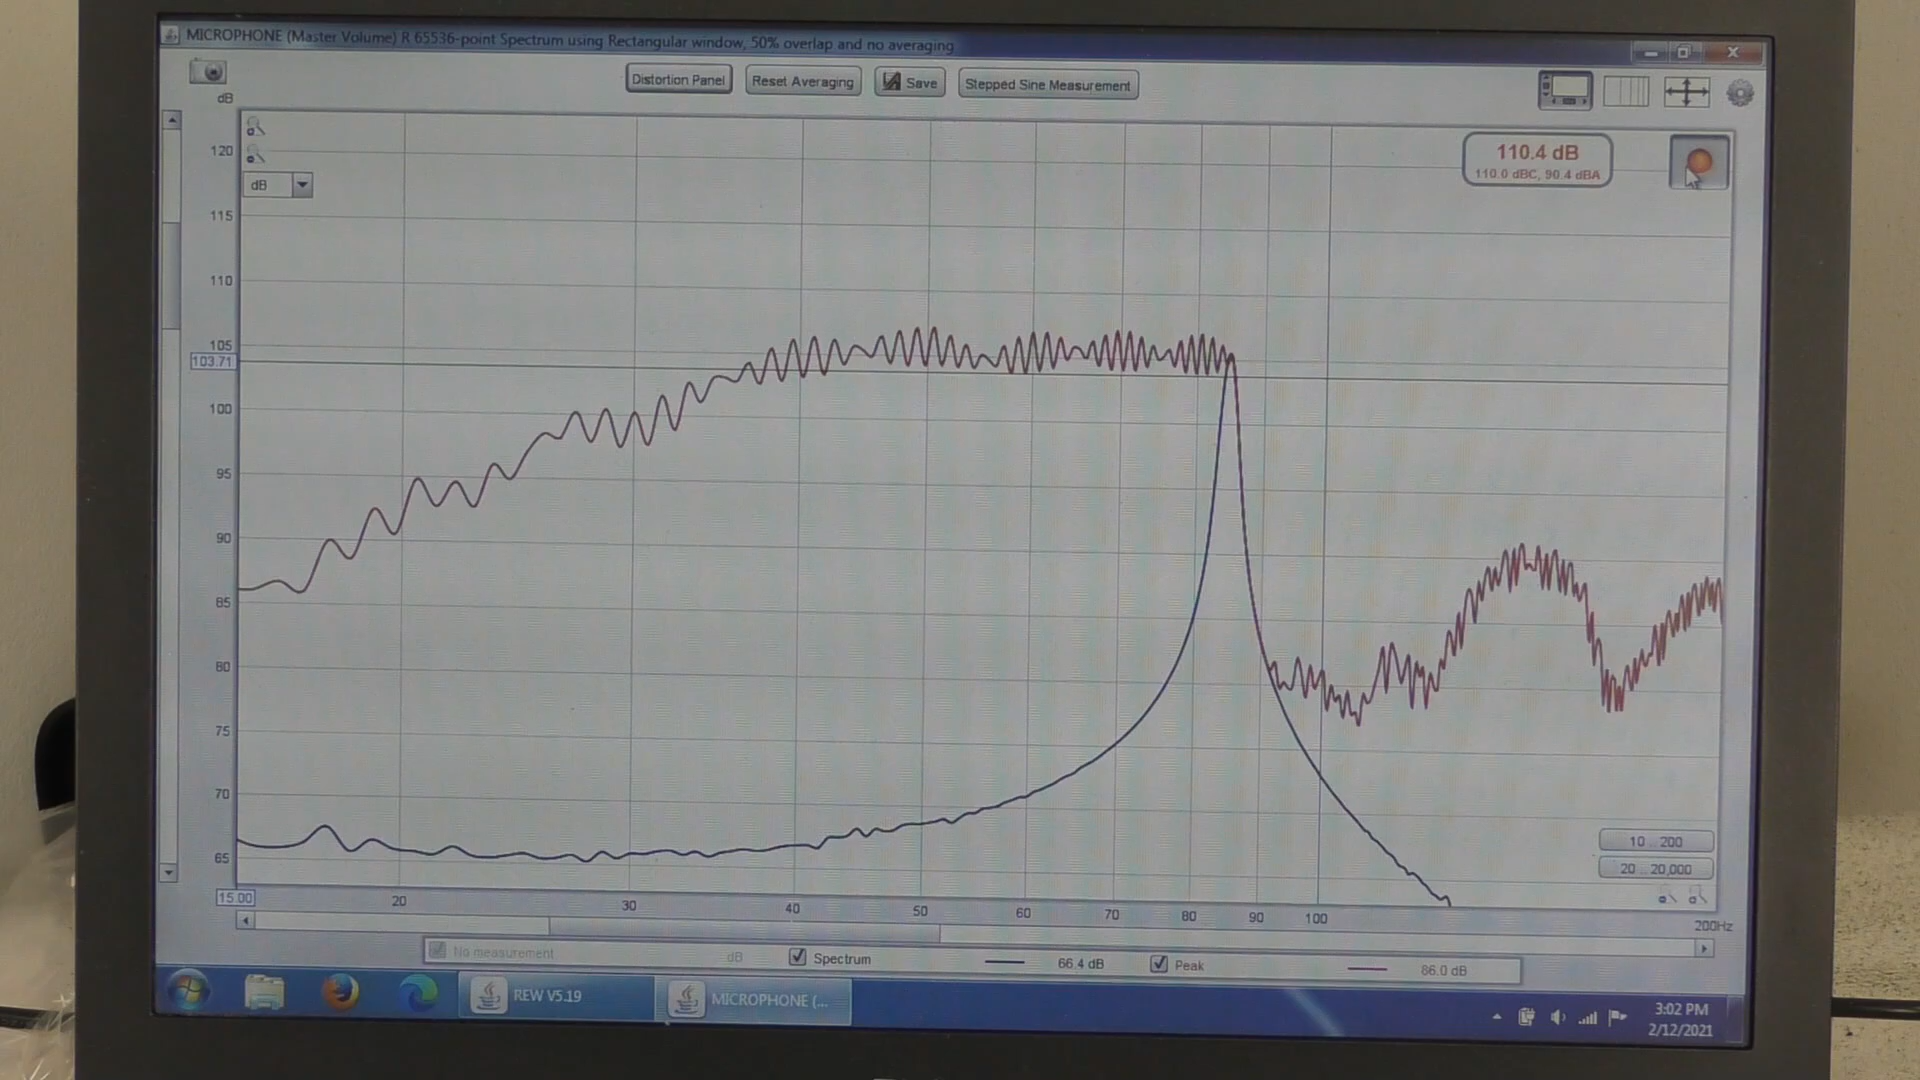 MICROPHONE (Master Volume) R 65536-point Spectrum using Rectangular window, 50% overlap and no averaging
Distortion Panel Reset Averaging Save Stepped Sine Measurement
dB
120
dB
110.4 dB
110.0 dBC, 90.4 dBA
115
110
105
103.71
100
95
90
85
80
75
70
65
10 .. 200
20 .. 20,000
15.00 20 30 40 50 60 70 80 90 100 200Hz
No measurement dB Spectrum 66.4 dB Peak 86.0 dB
REW V5.19 MICROPHONE (...
3:02 PM
2/12/2021